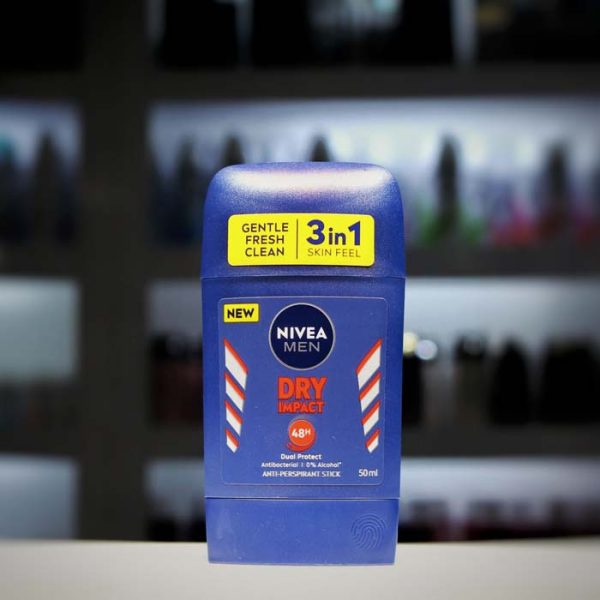 GENTLE
FRESH
CLEAN
3in1
SKIN FEEL
NEW
NIVEA
MEN
DRY
IMPACT
48H
Dual Protect
Antibacterial | 0% Alcohol*
ANTI-PERSPIRANT STICK
50ml